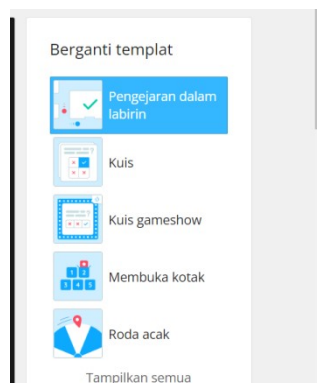 Berganti templat
Pengejaran dalam
labirin
Kuis
Kuis gameshow
Membuka kotak
Roda acak
Tampilkan semua